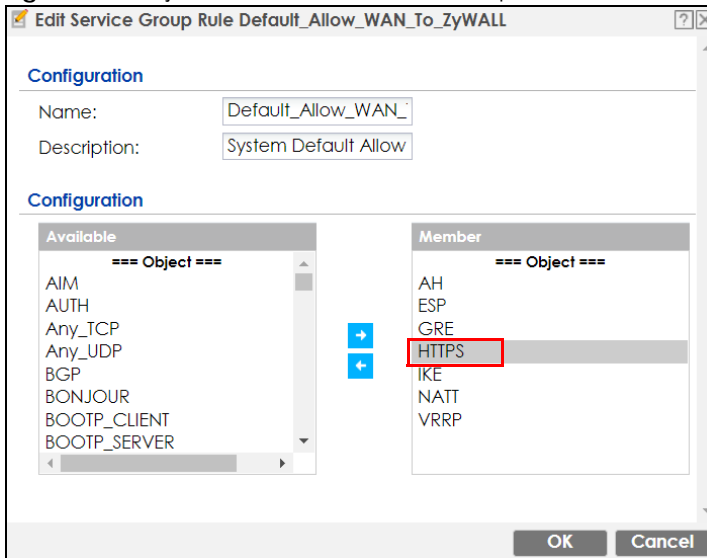 Edit Service Group Rule Default_Allow_WAN_To_ZyWALL
Configuration
Name: Default_Allow_WAN_
Description: System Default Allow
Configuration
Available
=== Object ===
AIM
AUTH
Any_TCP
Any_UDP
BGP
BONJOUR
BOOTP_CLIENT
BOOTP_SERVER
Member
=== Object ===
AH
ESP
GRE
HTTPS
IKE
NATT
VRRP
OK Cancel